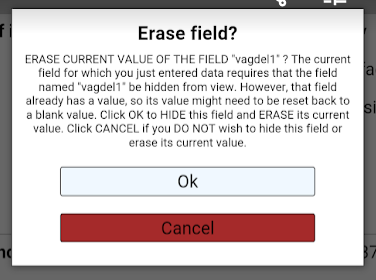 Erase field?
ERASE CURRENT VALUE OF THE FIELD "vagdel1" ? The current
field for which you just entered data requires that the field
named "vagdel1" be hidden from view. However, that field
already has a value, so its value might need to be reset back to
a blank value. Click OK to HIDE this field and ERASE its current
value. Click CANCEL if you DO NOT wish to hide this field or
erase its current value.
Ok
Cancel